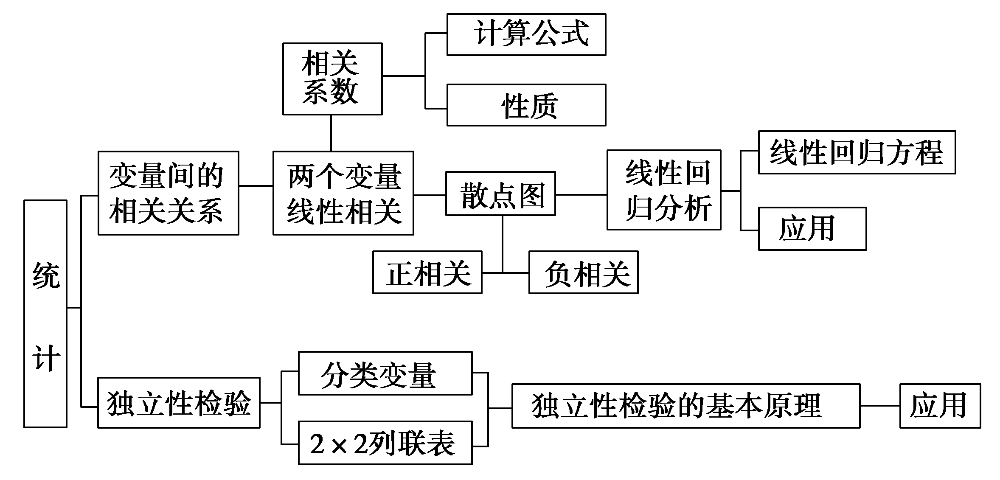 计算公式
相关
系数
性质
线性回归方程
变量间的
相关关系
两个变量
线性相关
散点图
线性回
归分析
应用
正相关
负相关
统
计
分类变量
独立性检验
独立性检验的基本原理
应用
2×2列联表